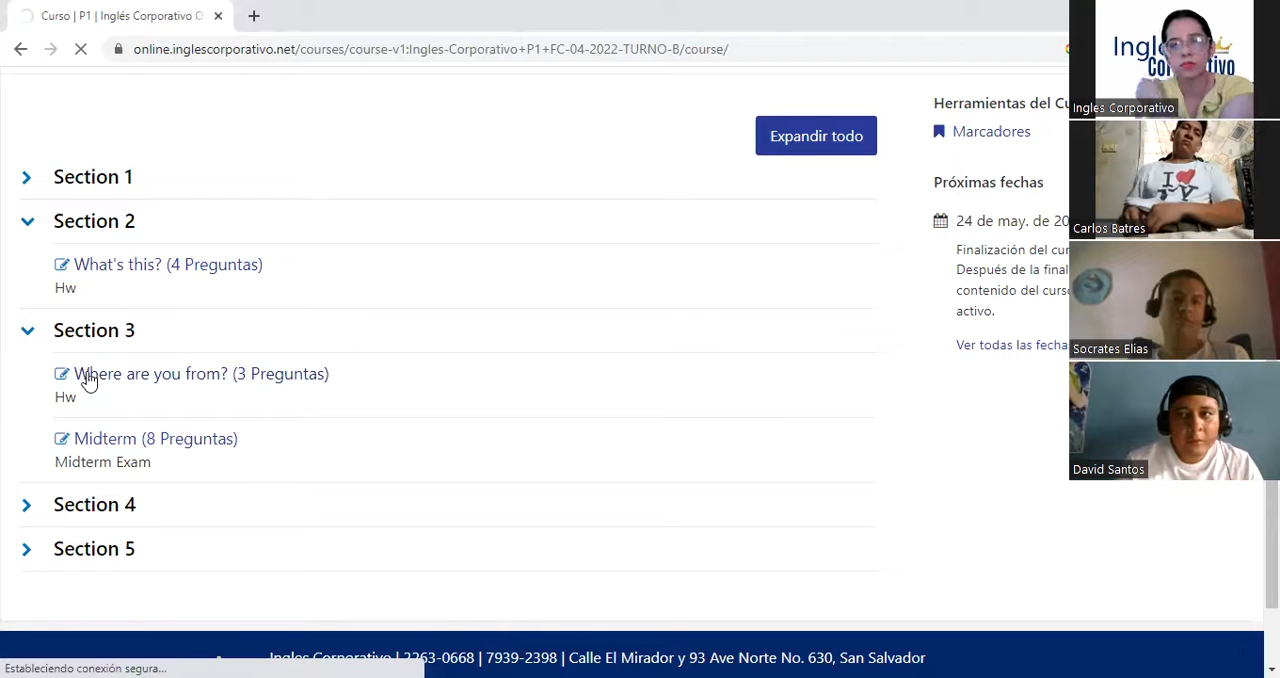 Curso | P1 | Inglés Corporativo O
online.inglescorporativo.net/courses/course-v1:Ingles-Corporativo+P1+FC-04-2022-TURNO-B/course/
Expandir todo
Section 1
Section 2
What's this? (4 Preguntas)
Hw
Section 3
Where are you from? (3 Preguntas)
Hw
Midterm (8 Preguntas)
Midterm Exam
Section 4
Section 5
Herramientas del Cu
Marcadores
Próximas fechas
24 de may. de 20
Finalización del cur
Después de la final
contenido del curso
activo.
Ver todas las fecha
Ingles Corporativo | 2263-0668 | 7939-2398 | Calle El Mirador y 93 Ave Norte No. 630, San Salvador
Estableciendo conexión segura...
Ingles Corporativo
Carlos Batres
I
Socrates Elias
David Santos